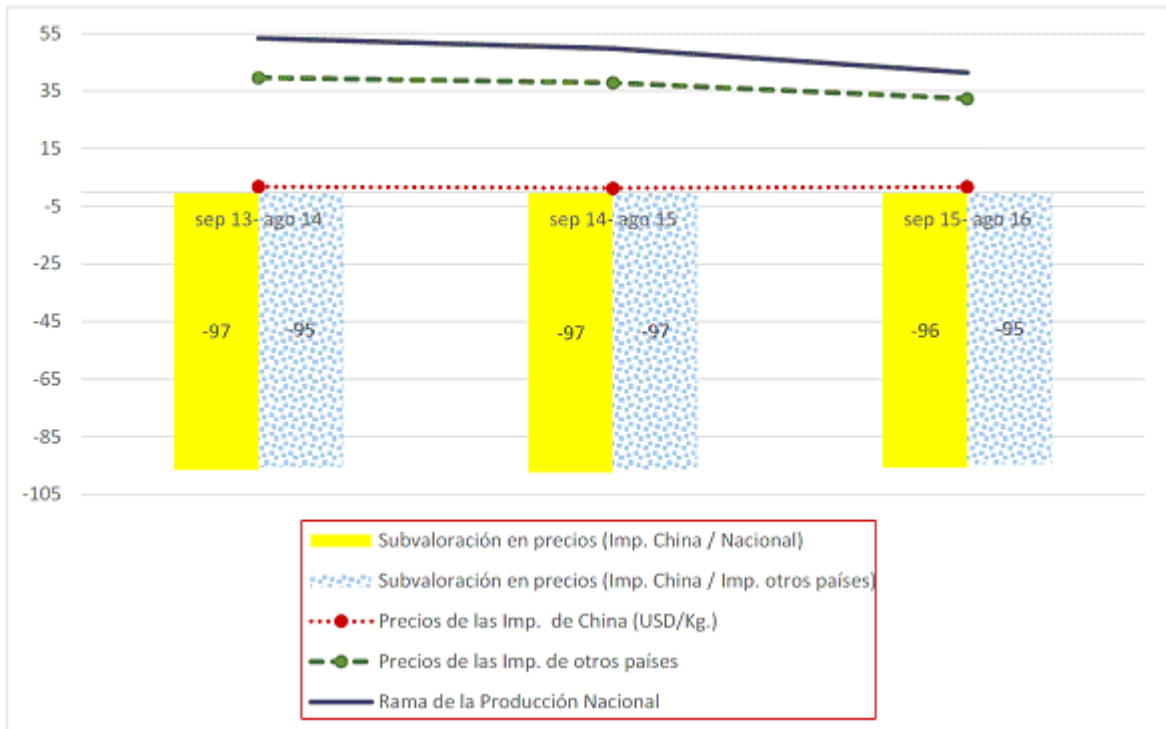 55
35
15
-5
-25
-45
-65
-85
-105
sep 13- ago 14
sep 14- ago 15
sep 15- ago 16
-97
-95
-97
-97
-96
-95
Subvaloración en precios (Imp. China / Nacional)
Subvaloración en precios (Imp. China / Imp. otros países)
Precios de las Imp. de China (USD/Kg.)
Precios de las Imp. de otros países
Rama de la Producción Nacional